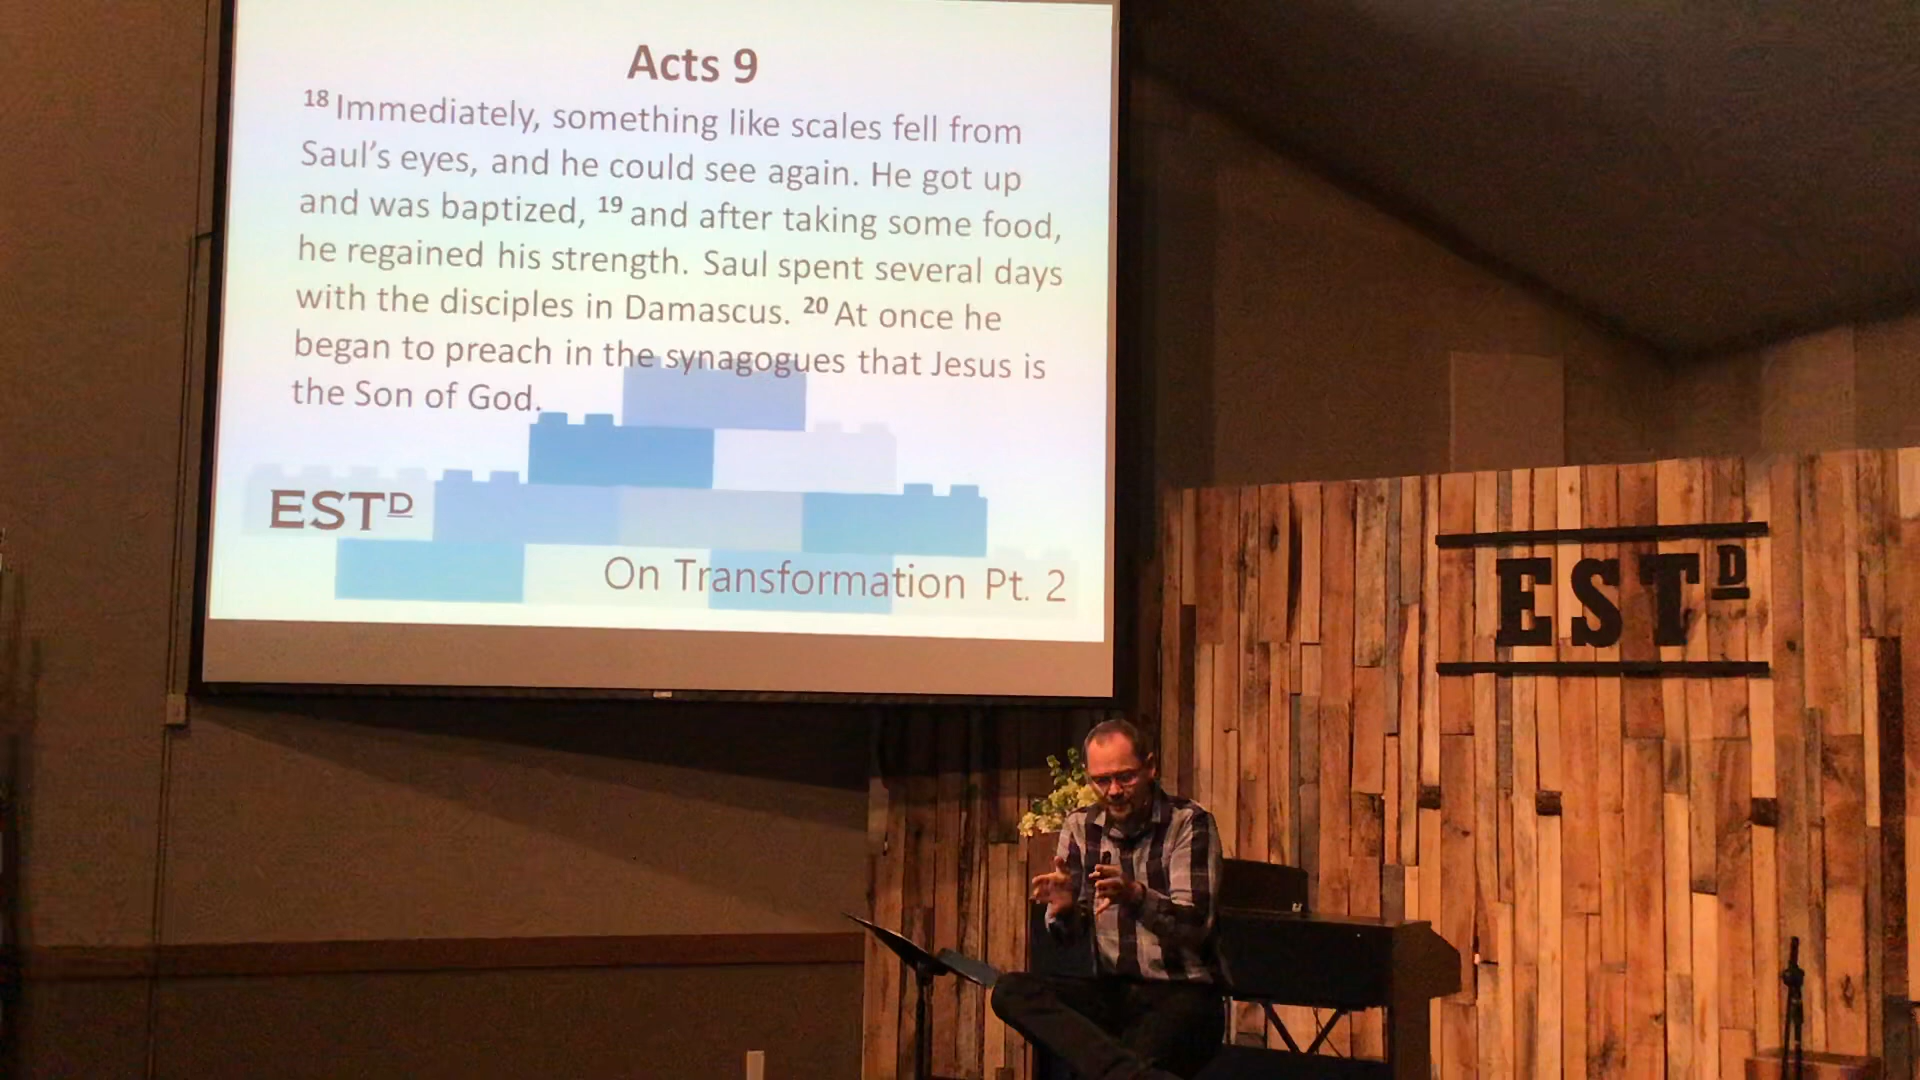 Acts 9
18 Immediately, something like scales fell from
Saul's eyes, and he could see again. He got up
and was baptized, 19 and after taking some food,
he regained his strength. Saul spent several days
with the disciples in Damascus. 20 At once he
began to preach in the synagogues that Jesus is
the Son of God.
ESTD
On Transformation Pt. 2
ESTD